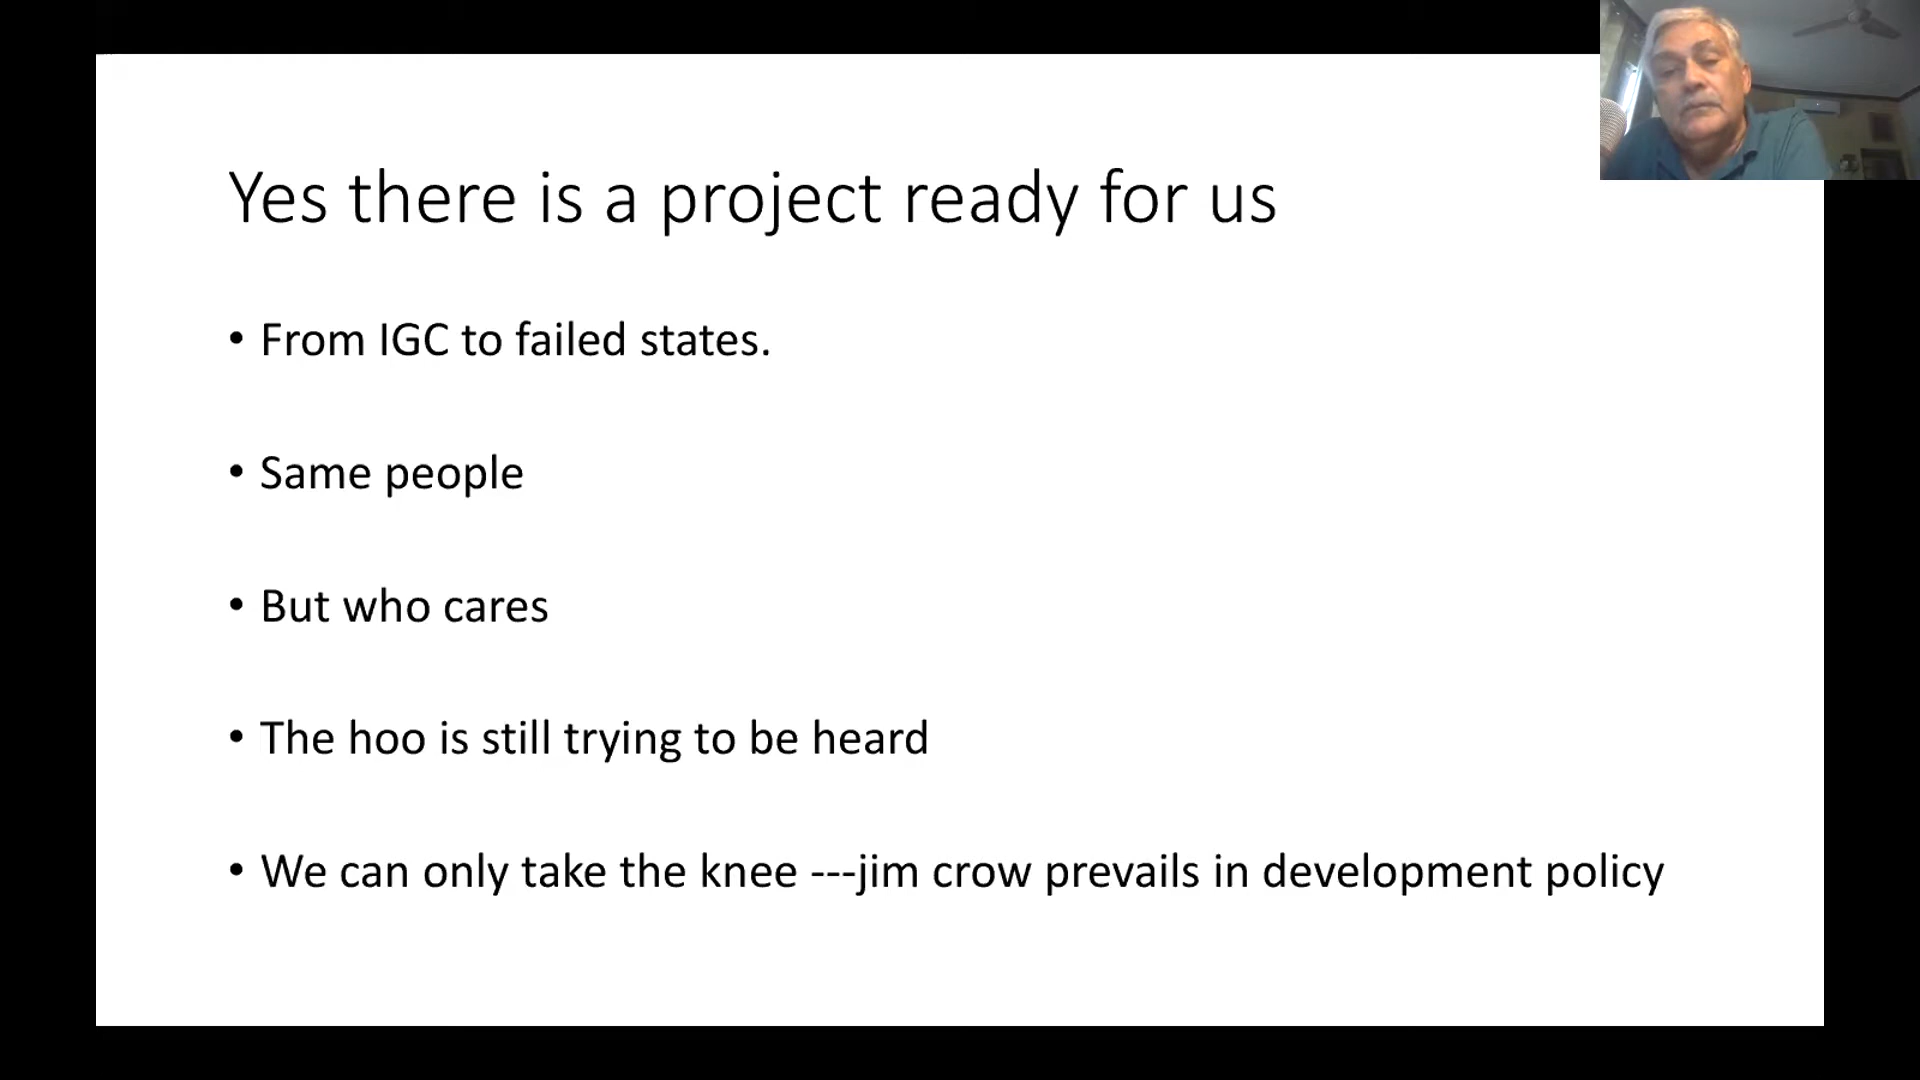 Yes there is a project ready for us
• From IGC to failed states.
• Same people
• But who cares
• The hoo is still trying to be heard
• We can only take the knee ---jim crow prevails in development policy